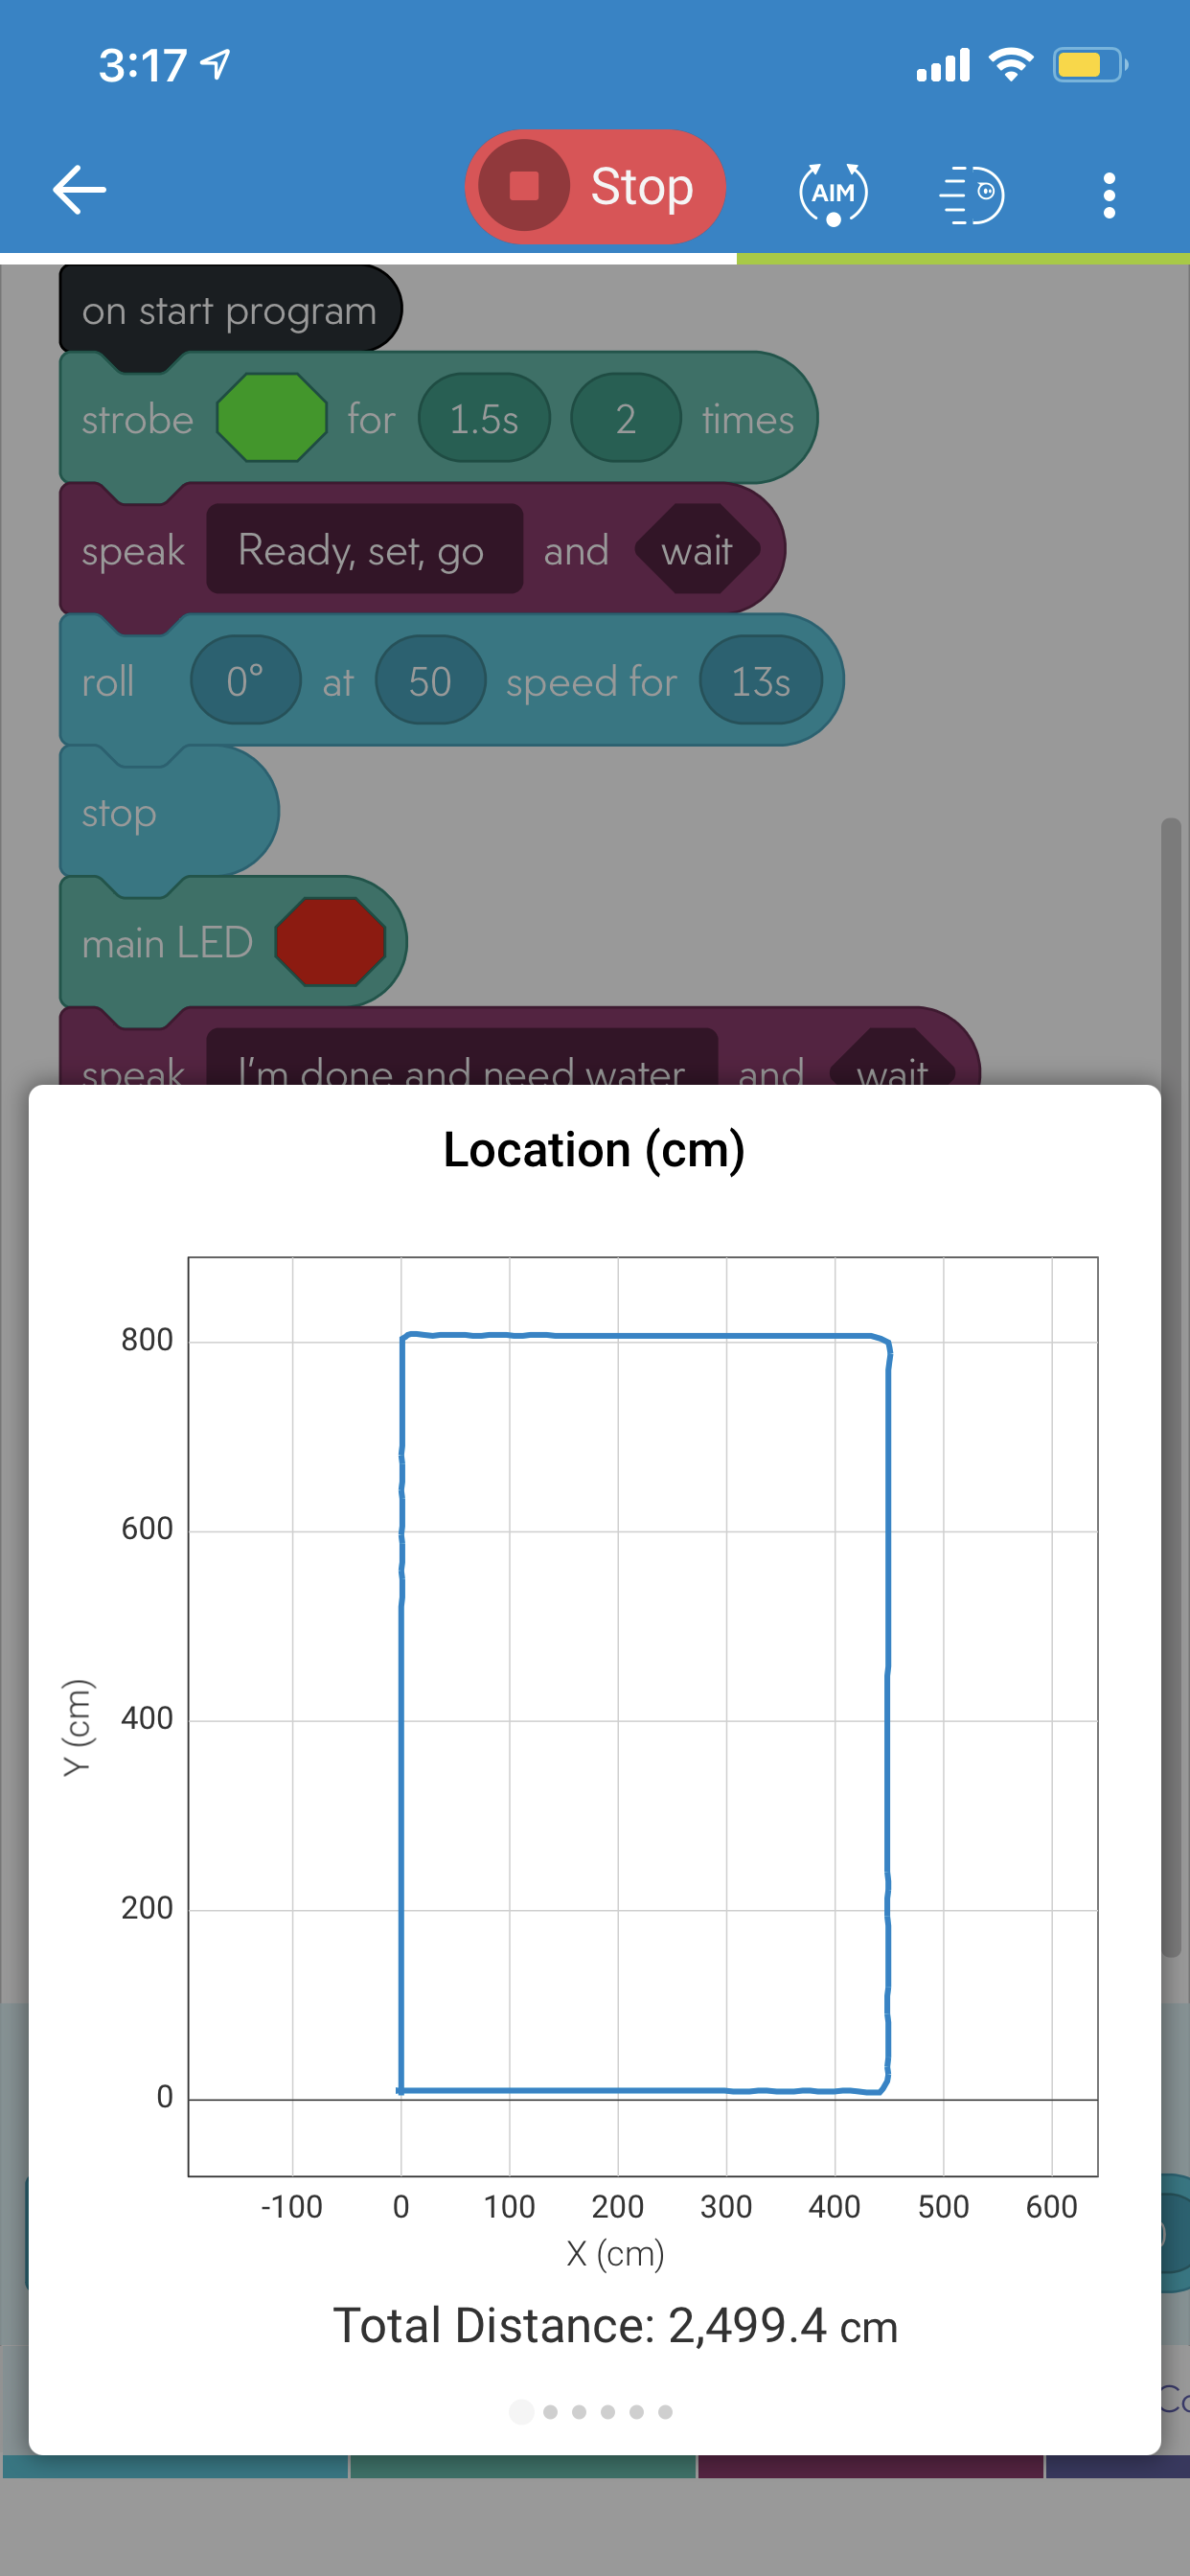 3:17
Stop
AIM
on start program
strobe for 1.5s 2 times
speak Ready, set, go and wait
roll 0° at 50 speed for 13s
stop
main LED
speak I'm done and need water and wait
Location (cm)
800
600
400
200
0
Y (cm)
-100 0 100 200 300 400 500 600
X (cm)
Total Distance: 2,499.4 cm
Co